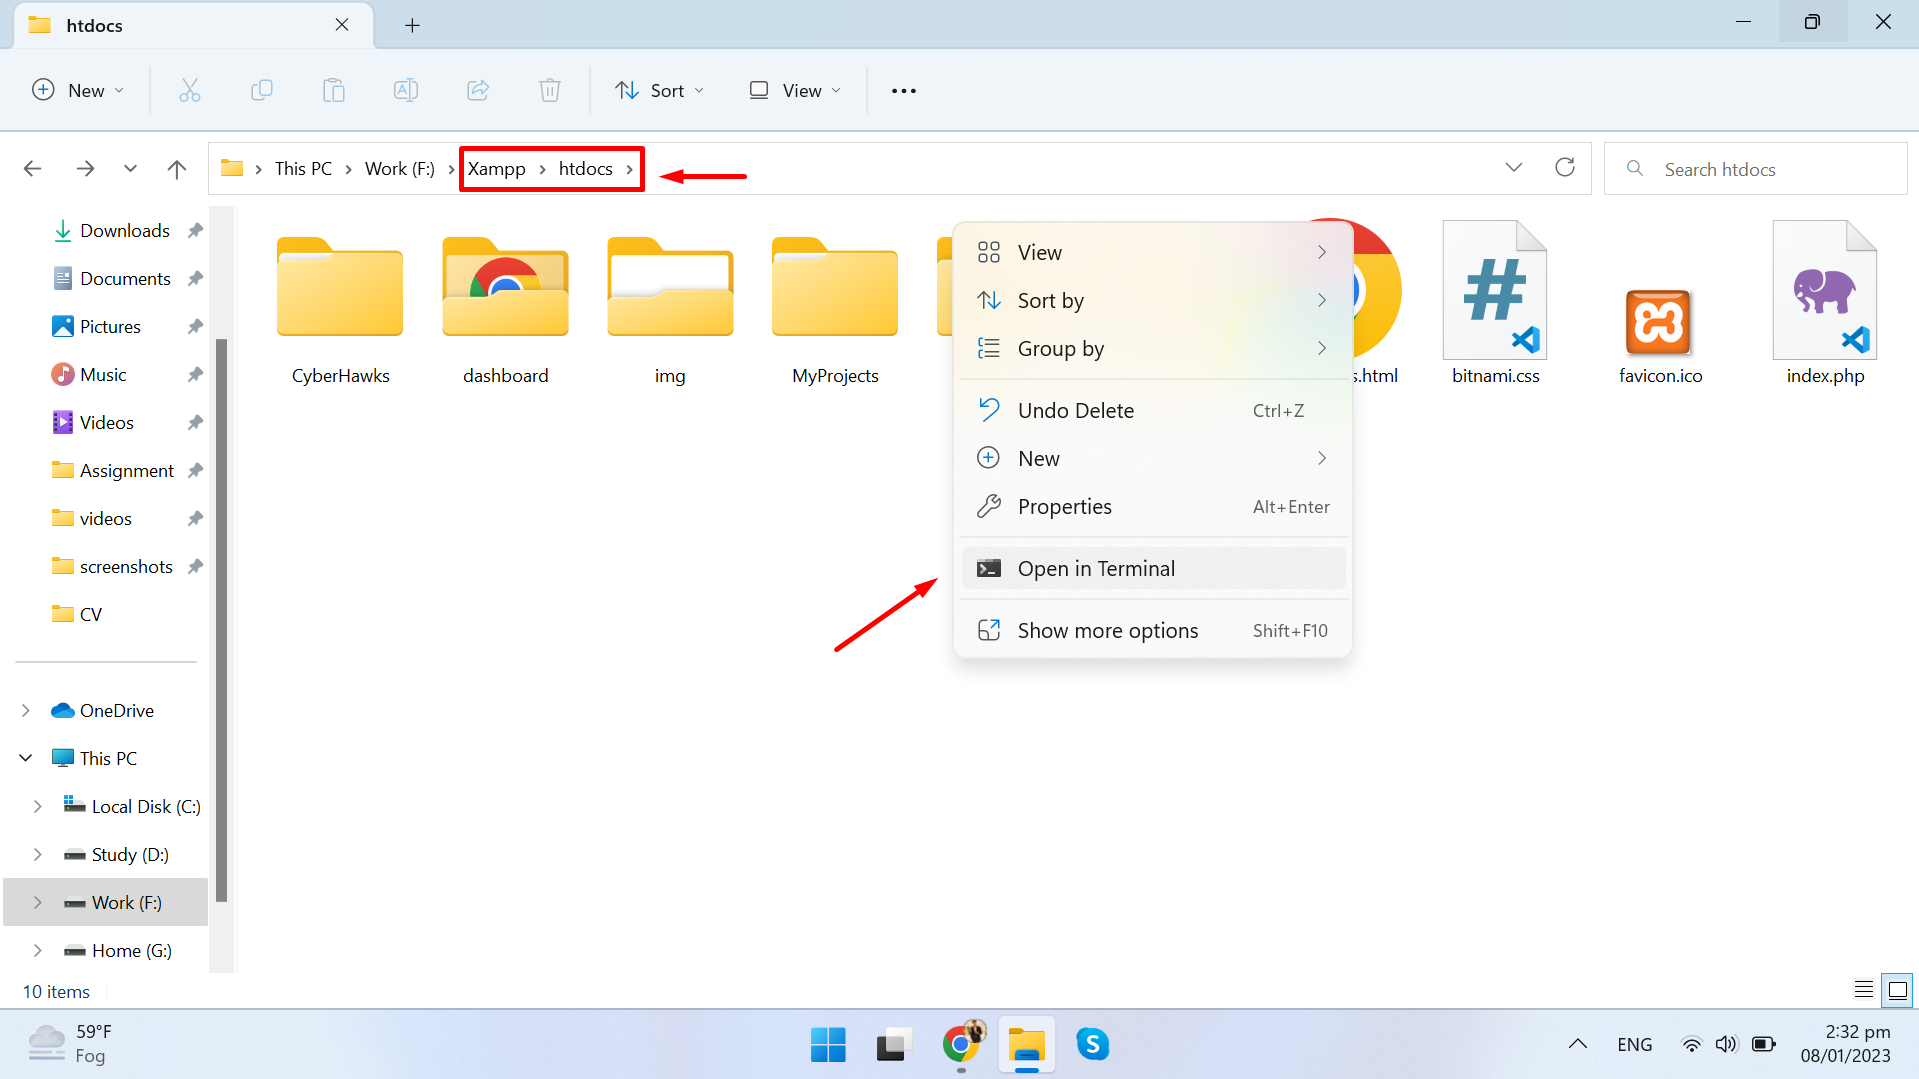 htdocs
New
Sort
View
This PC
Work (F:)
Xampp
htdocs
Search htdocs
Downloads
Documents
Pictures
Music
Videos
Assignment
videos
screenshots
CV
OneDrive
This PC
Local Disk (C:)
Study (D:)
Work (F:)
Home (G:)
CyberHawks
dashboard
img
MyProjects
s.html
bitnami.css
favicon.ico
index.php
View
Sort by
Group by
Undo Delete Ctrl+Z
New
Properties Alt+Enter
Open in Terminal
Show more options Shift+F10
10 items
59°F
Fog
S
ENG
2:32 pm
08/01/2023